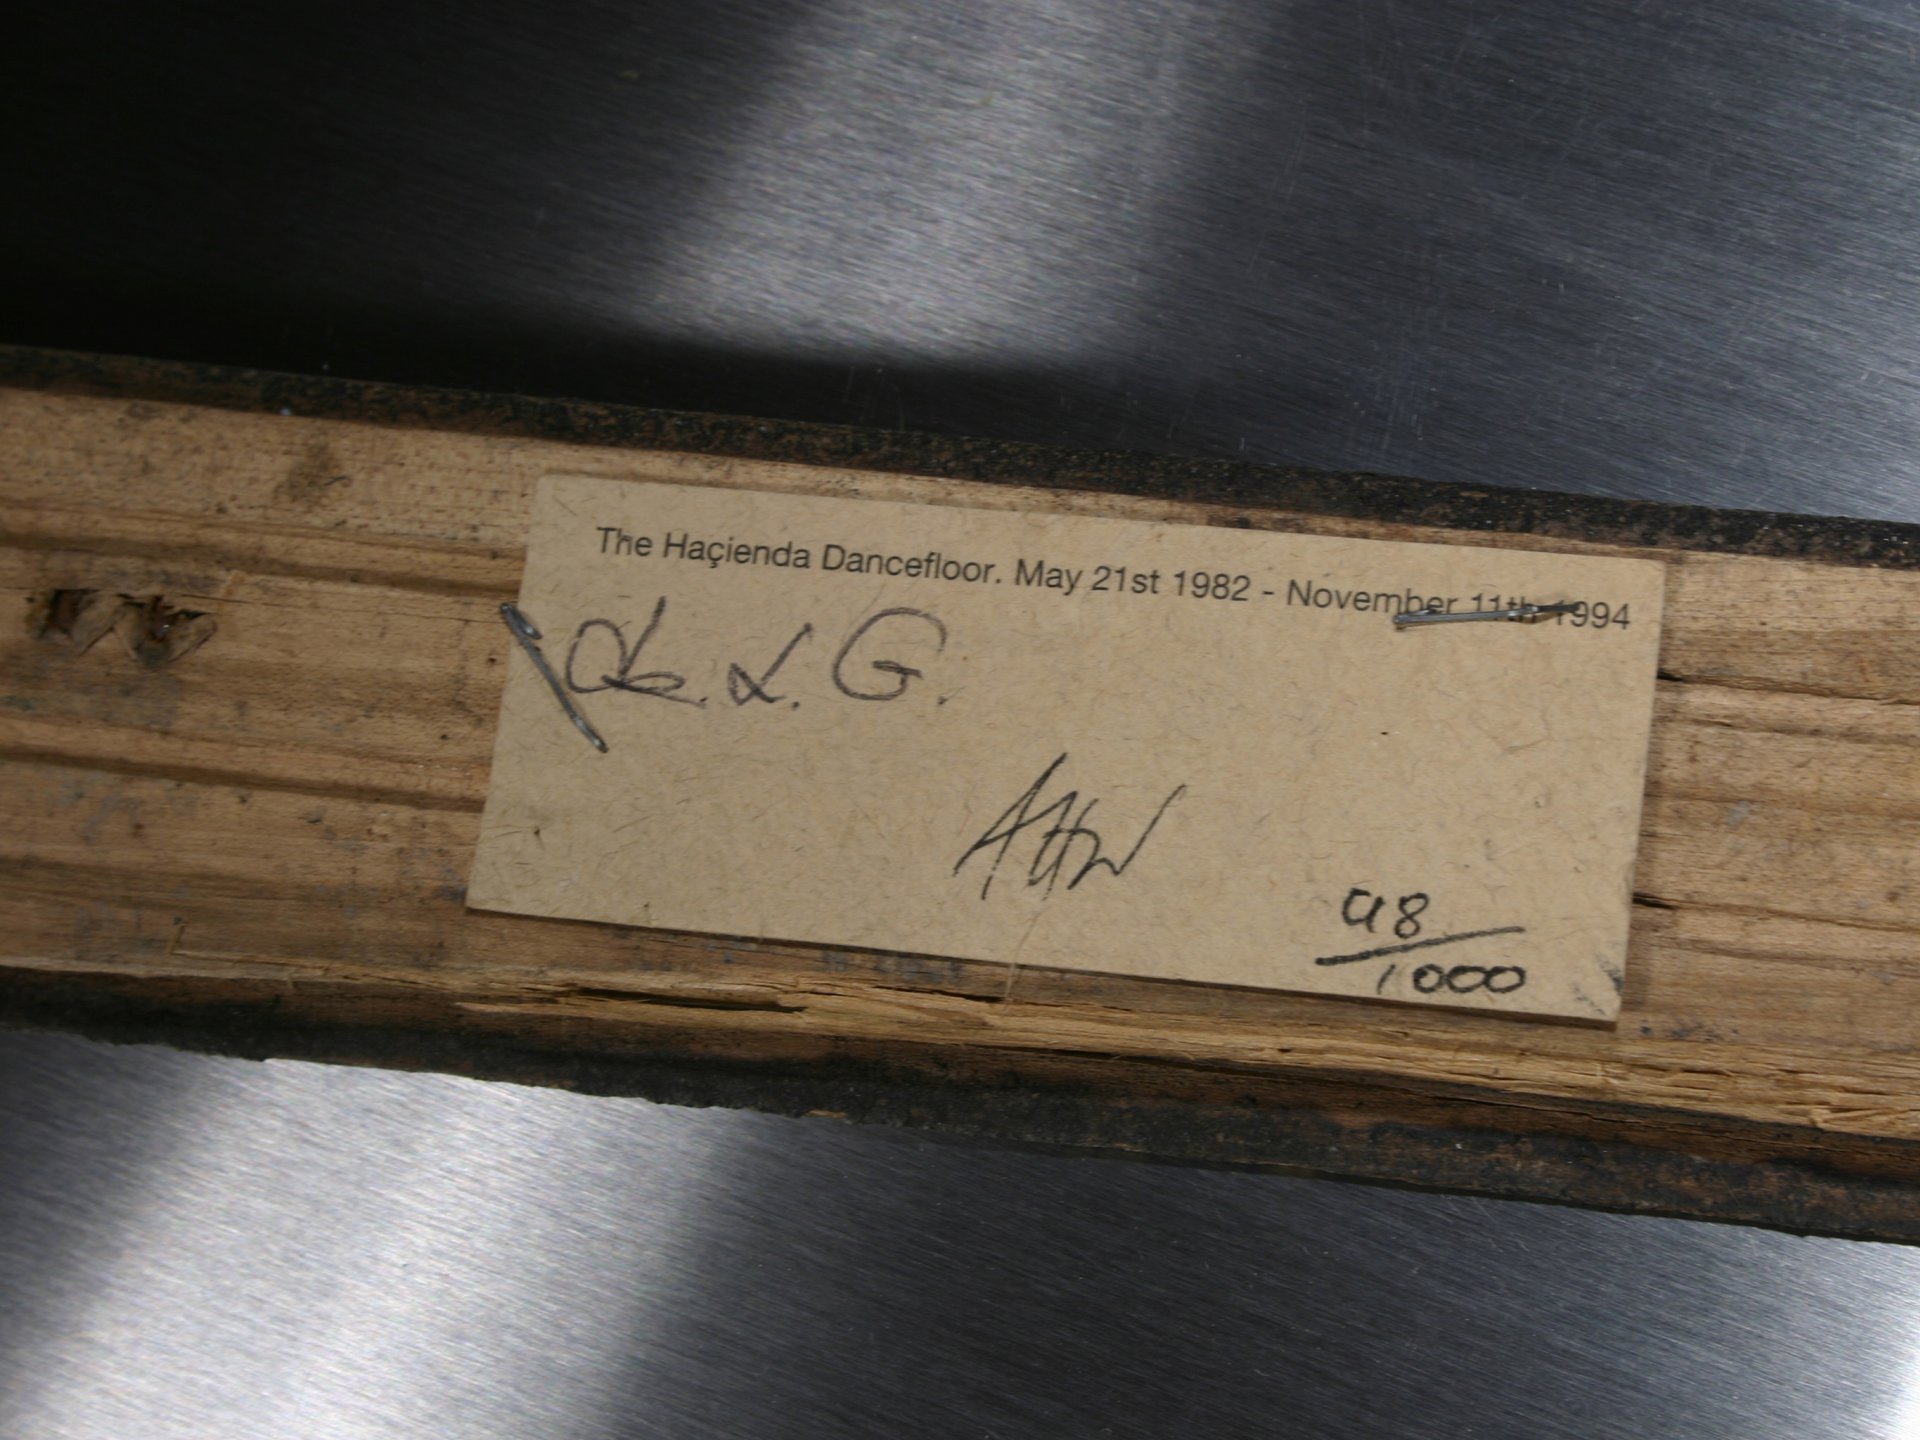 The Haçienda Dancefloor. May 21st 1982 - November 11th 1994
98
1000